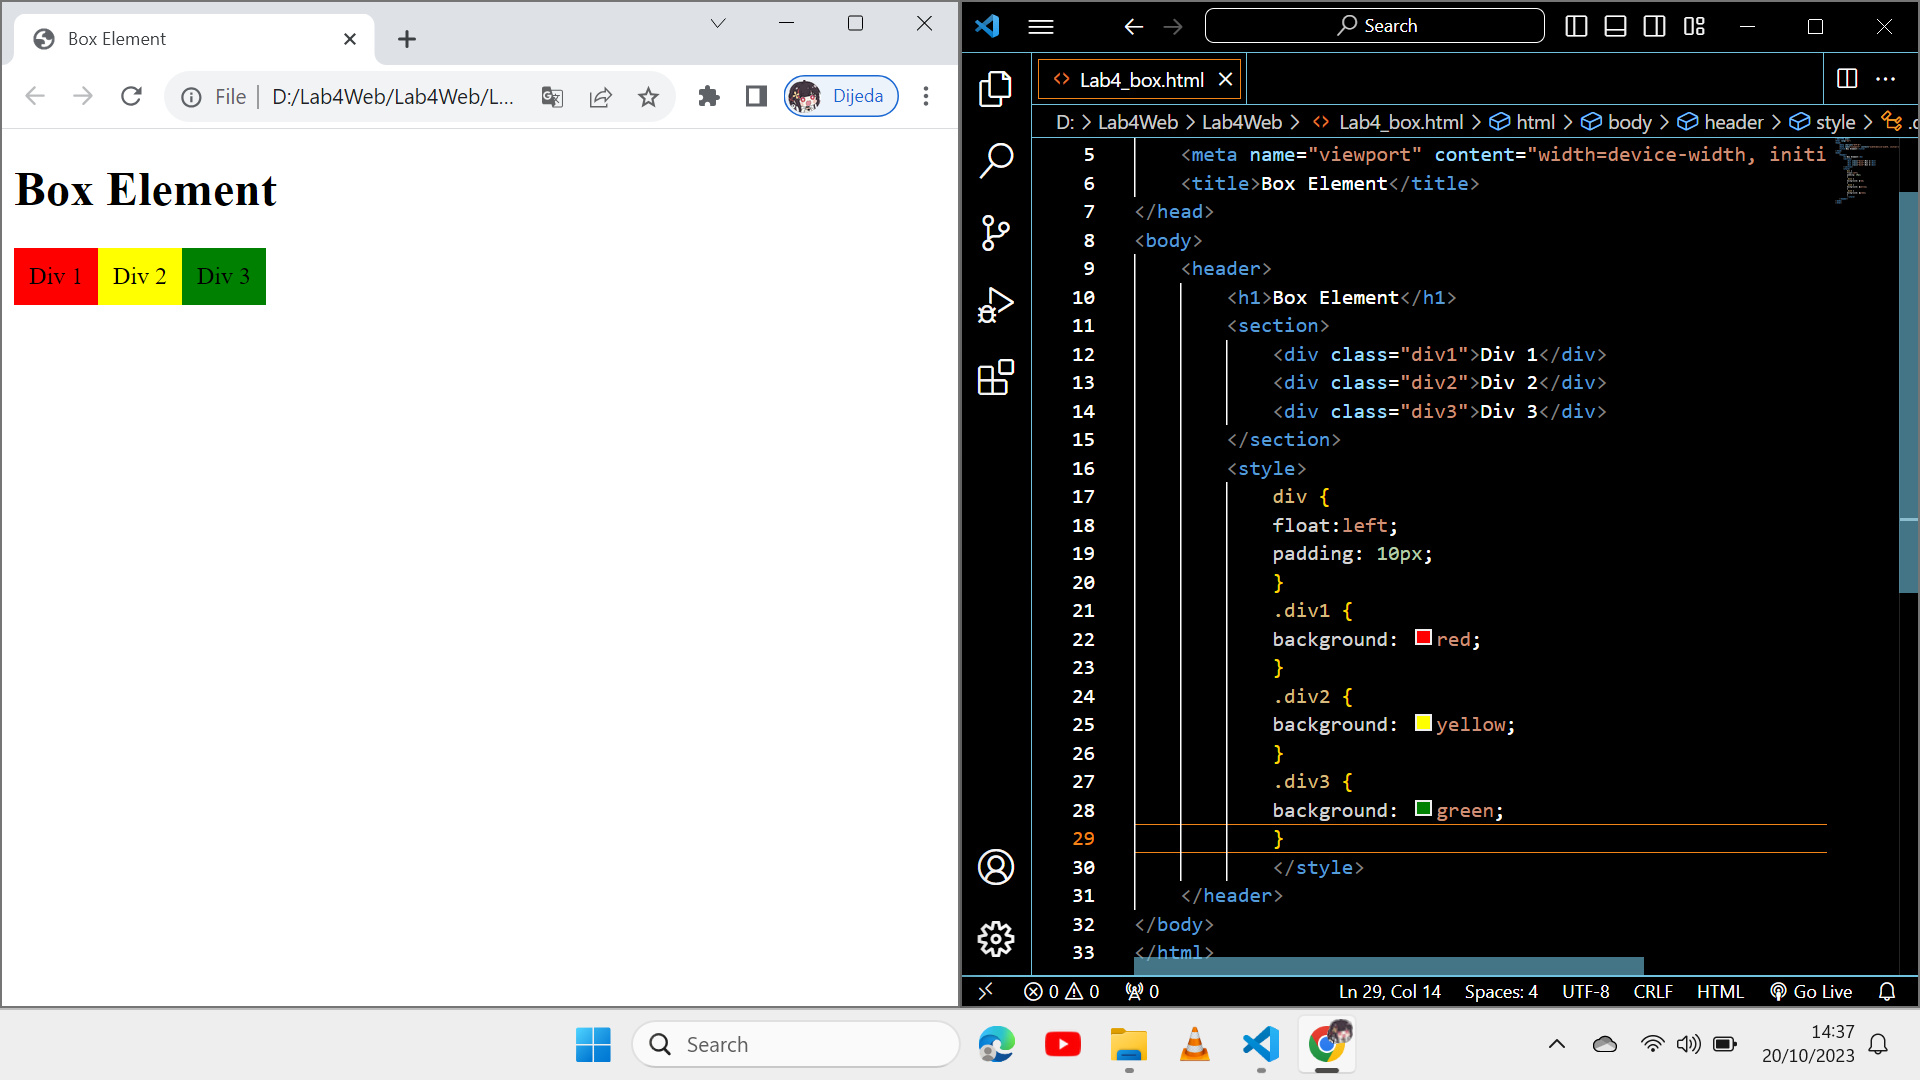 Box Element
File
D:/Lab4Web/Lab4Web/L...
Dijeda
Box Element
Div 1
Div 2
Div 3
Search
Lab4_box.html
D: > Lab4Web > Lab4Web > Lab4_box.html > html > body > header > style >
5 <meta name="viewport" content="width=device-width, initi
6 <title>Box Element</title>
7 </head>
8 <body>
9 <header>
10 <h1>Box Element</h1>
11 <section>
12 <div class="div1">Div 1</div>
13 <div class="div2">Div 2</div>
14 <div class="div3">Div 3</div>
15 </section>
16 <style>
17 div {
18 float:left;
19 padding: 10px;
20 }
21 .div1 {
22 background: red;
23 }
24 .div2 {
25 background: yellow;
26 }
27 .div3 {
28 background: green;
29 }
30 </style>
31 </header>
32 </body>
33 </html>
0 0 0 Ln 29, Col 14 Spaces: 4 UTF-8 CRLF HTML Go Live
Search
14:37
20/10/2023